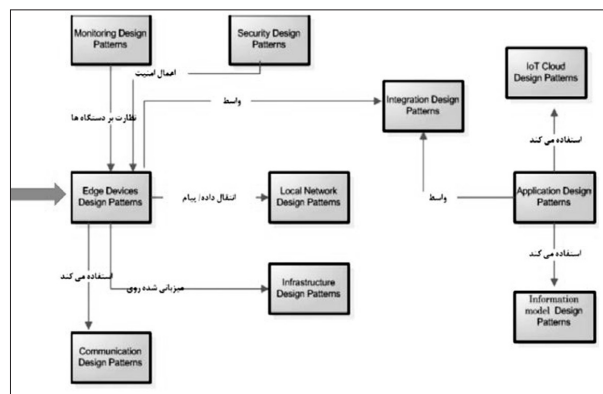 Monitoring Design
Patterns
Security Design
Patterns
IoT Cloud
Design Patterns
اعمال امنیت
واسط
Integration Design
Patterns
نظارت بر دستگاه ها
استفاده می کند
Edge Devices
Design Patterns
انتقال داده/ پیام
Local Network
Design Patterns
واسط
Application Design
Patterns
استفاده می کند
میزبانی شده روی
Infrastructure
Design Patterns
استفاده می کند
Information
model Design
Patterns
Communication
Design Patterns